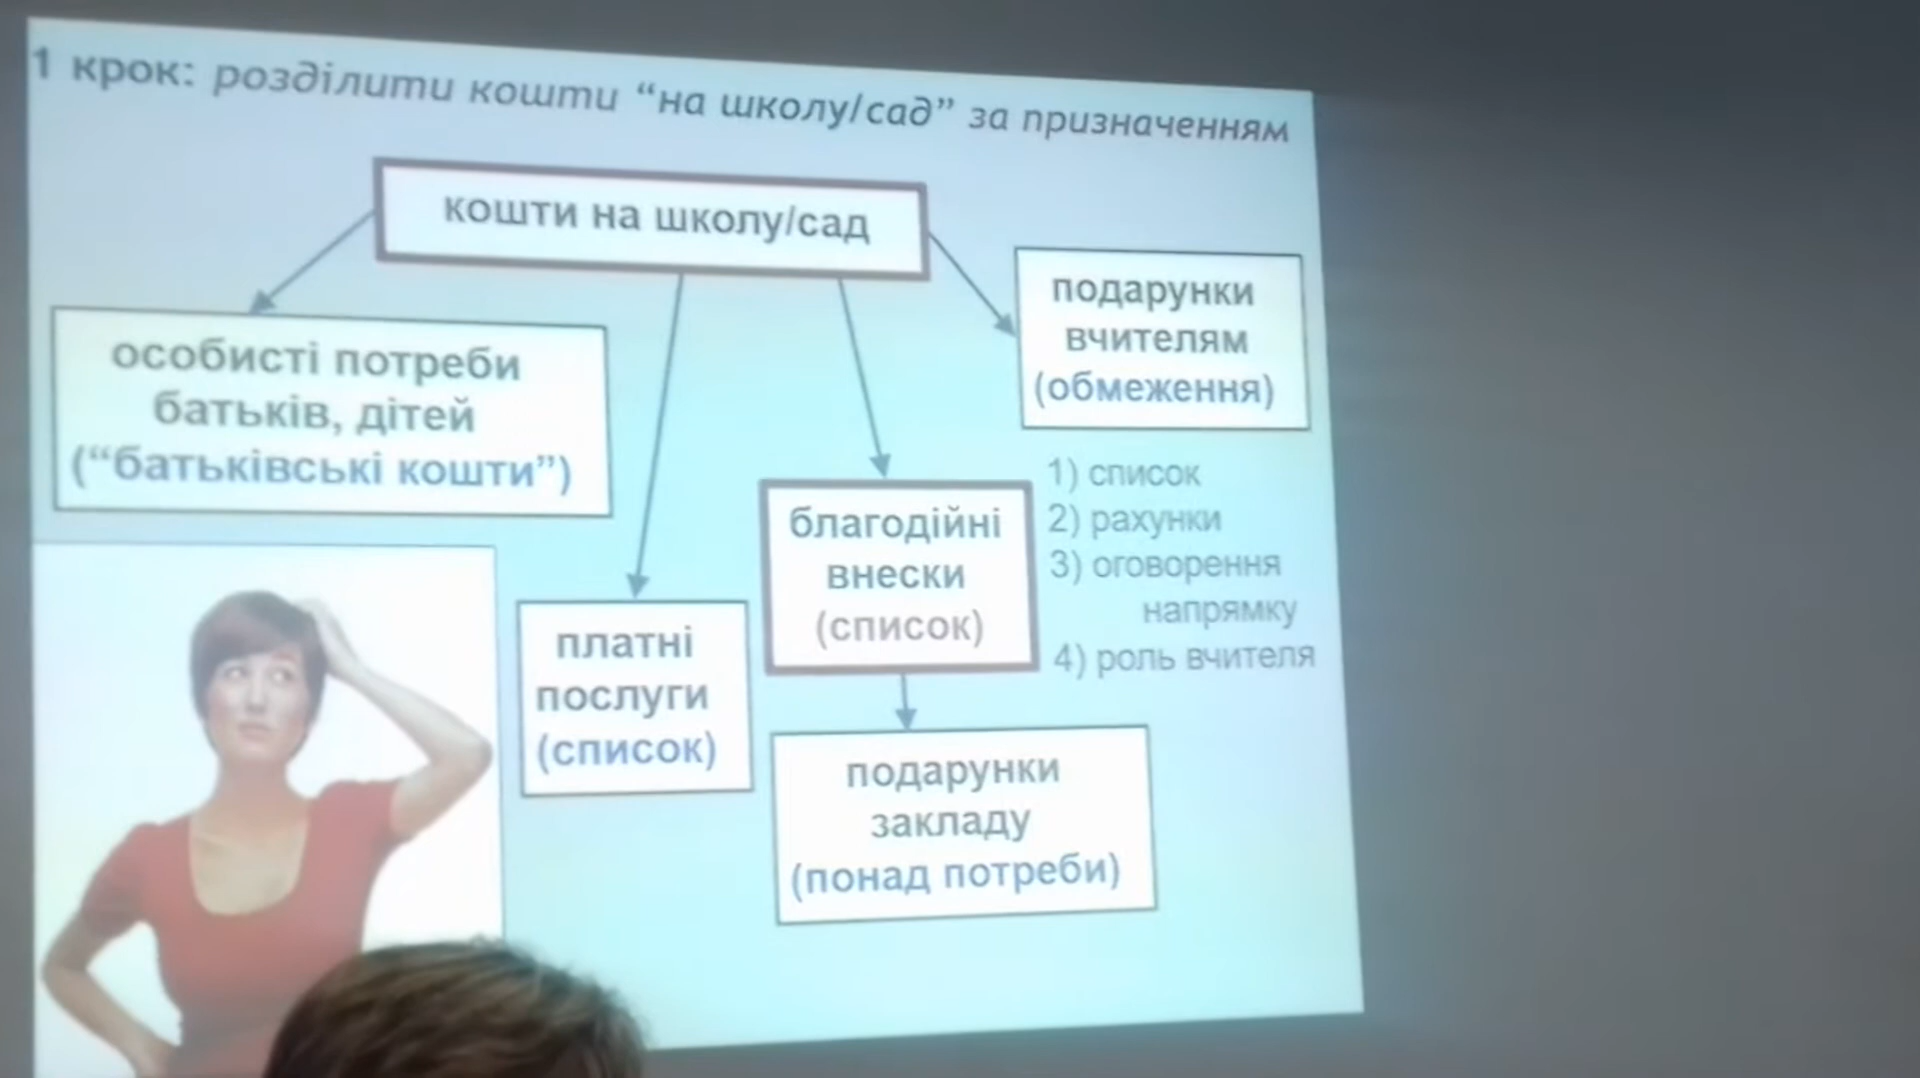 1 крок: розділити кошти “на школу/сад” за призначенням
кошти на школу/сад
особисті потреби
батьків, дітей
(“батьківські кошти”)
платні
послуги
(список)
благодійні
внески
(список)
подарунки
закладу
(понад потреби)
подарунки
вчителям
(обмеження)
1) список
2) рахунки
3) оговорення
напрямку
4) роль вчителя